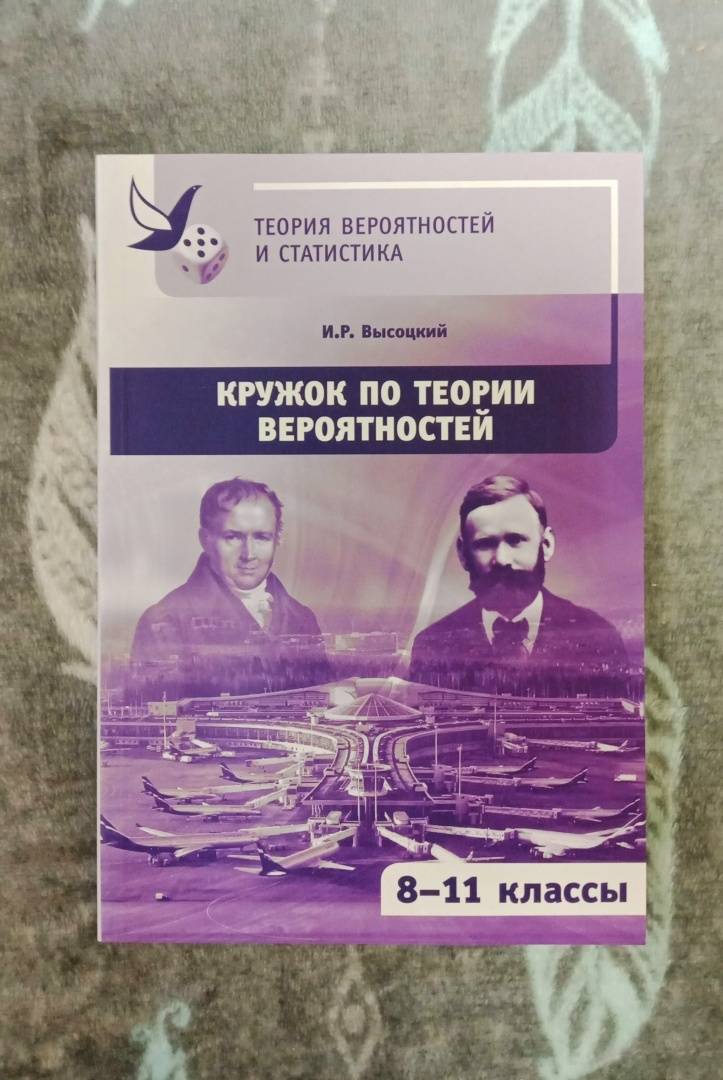 ТЕОРИЯ ВЕРОЯТНОСТЕЙ
И СТАТИСТИКА
И.Р. Высоцкий
КРУЖОК ПО ТЕОРИИ
ВЕРОЯТНОСТЕЙ
8–11 классы